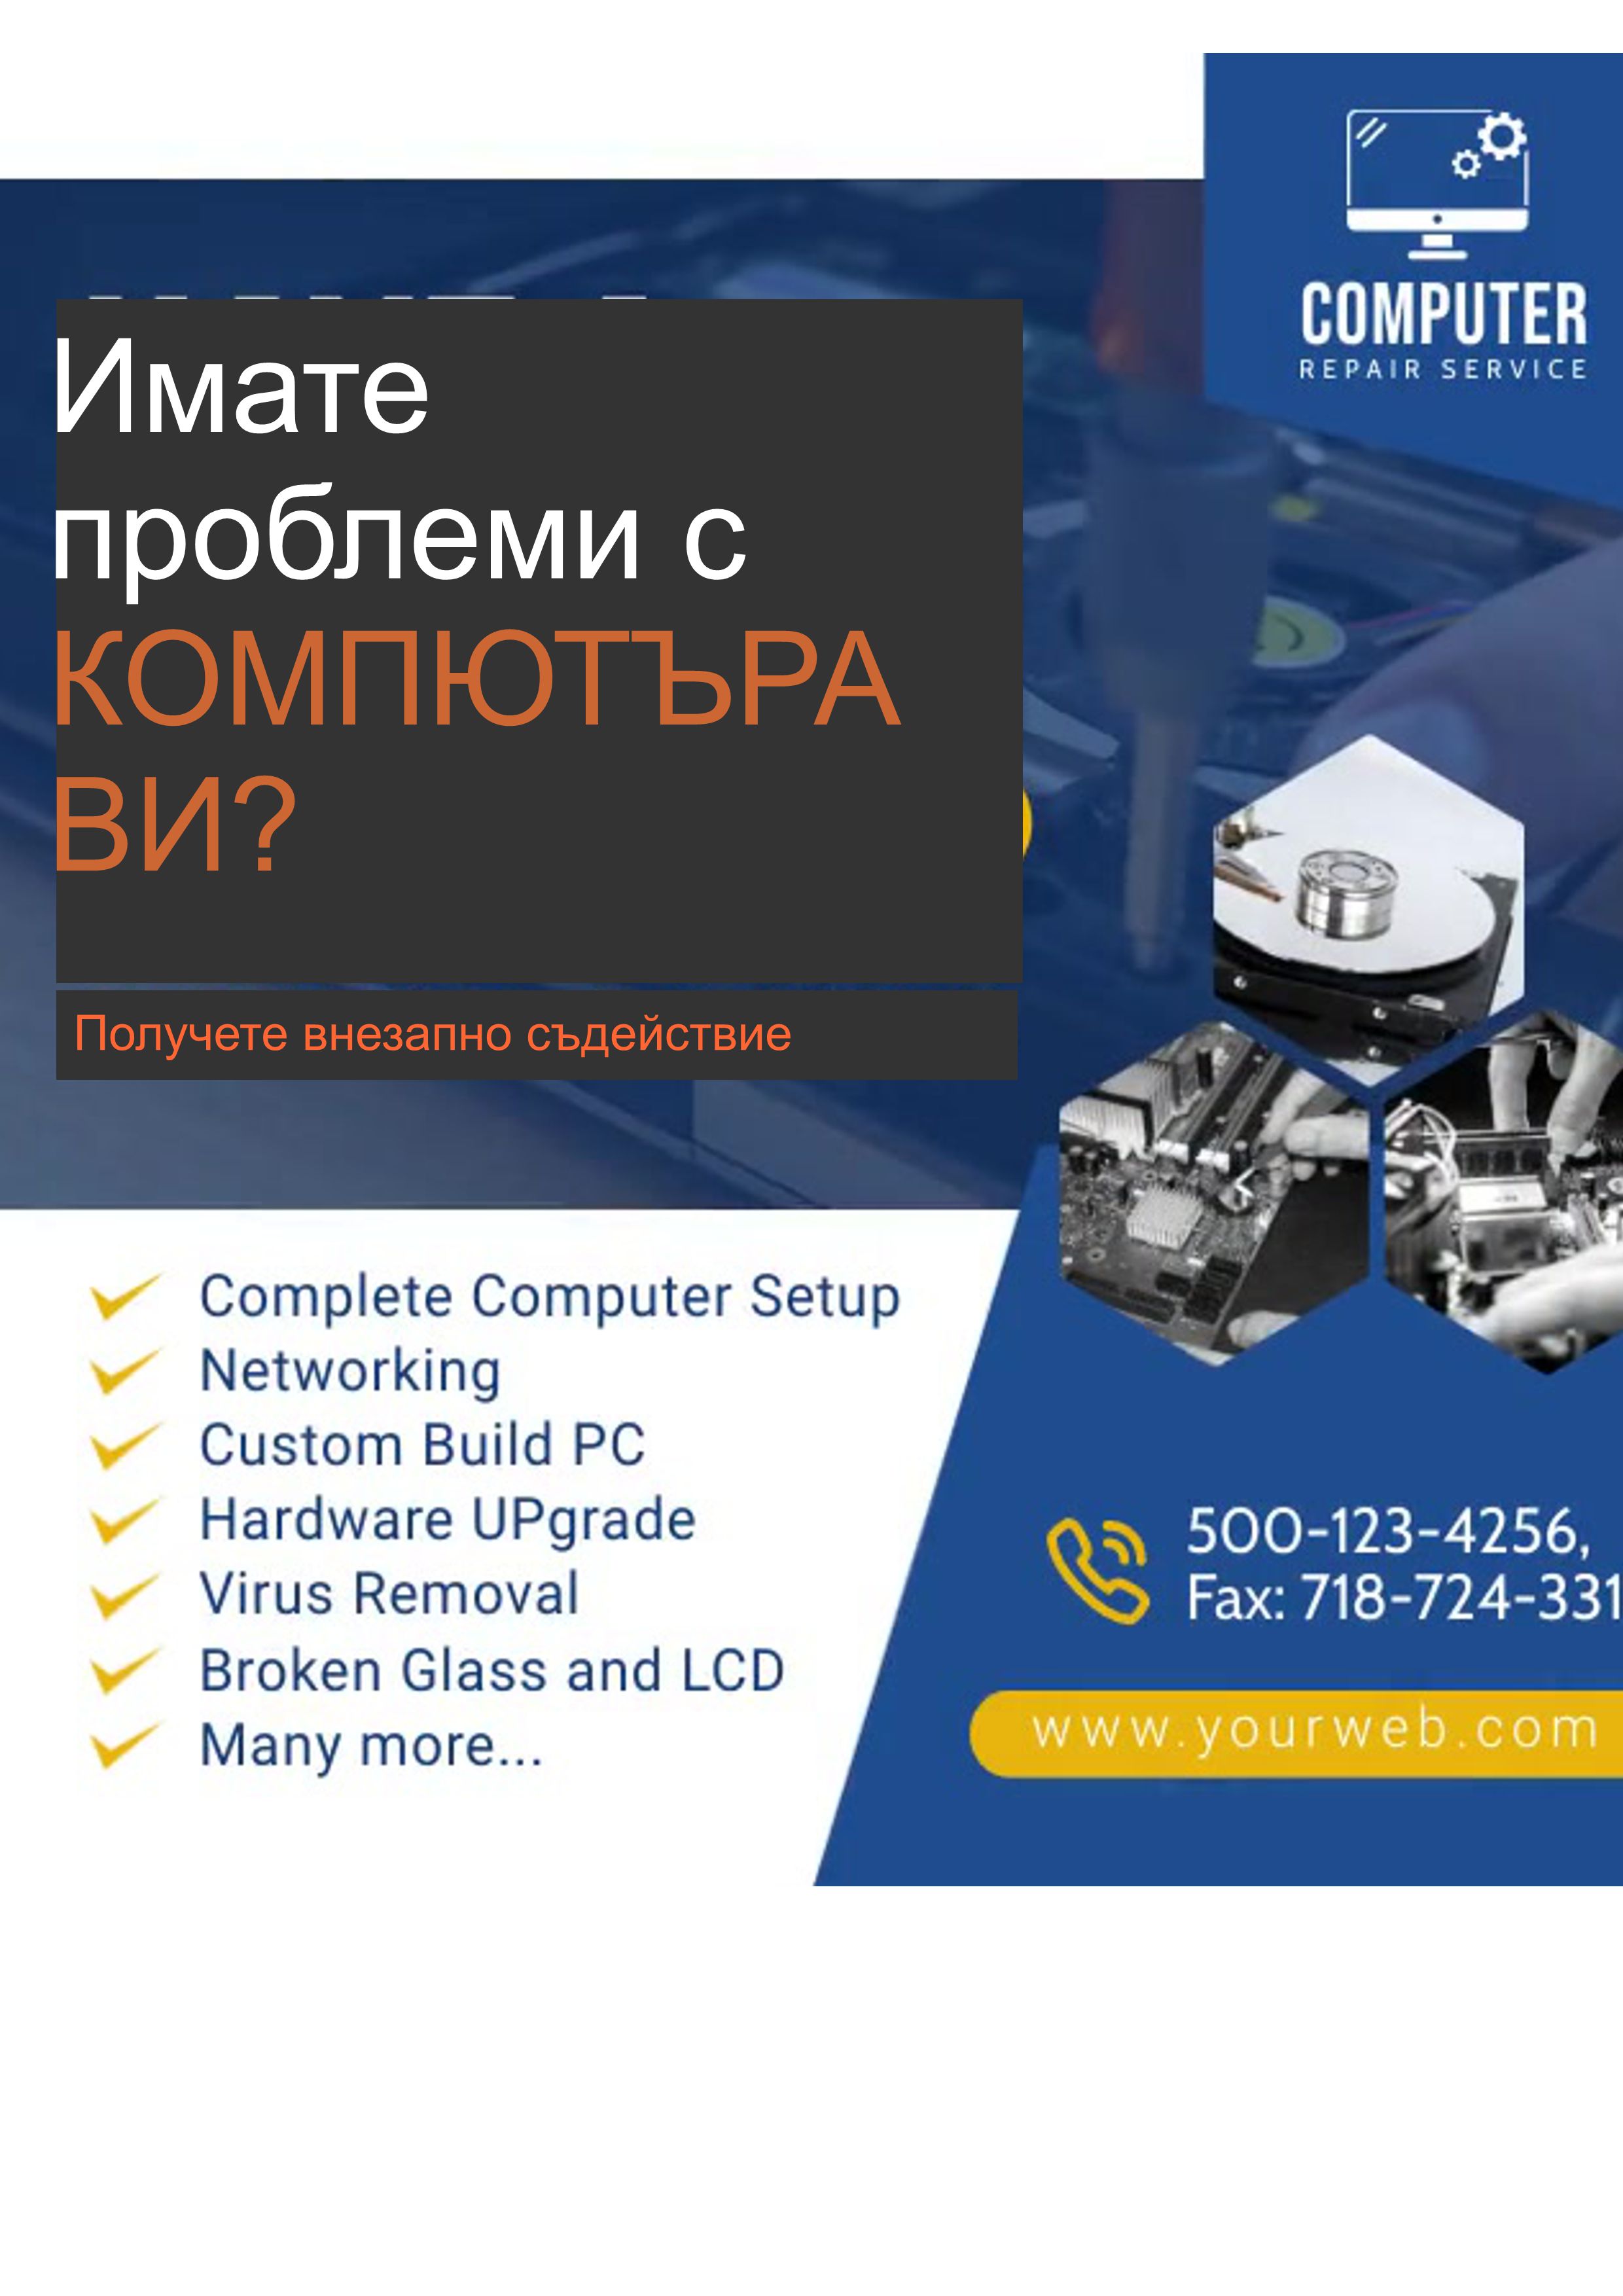 COMPUTER
REPAIR SERVICE
Имате
проблеми с
КОМПЮТЪРА
ВИ?
Получете внезапно съдействие
Complete Computer Setup
Networking
Custom Build PC
Hardware UPgrade
Virus Removal
Broken Glass and LCD
Many more...
500-123-4256,
Fax: 718-724-331
www.yourweb.com